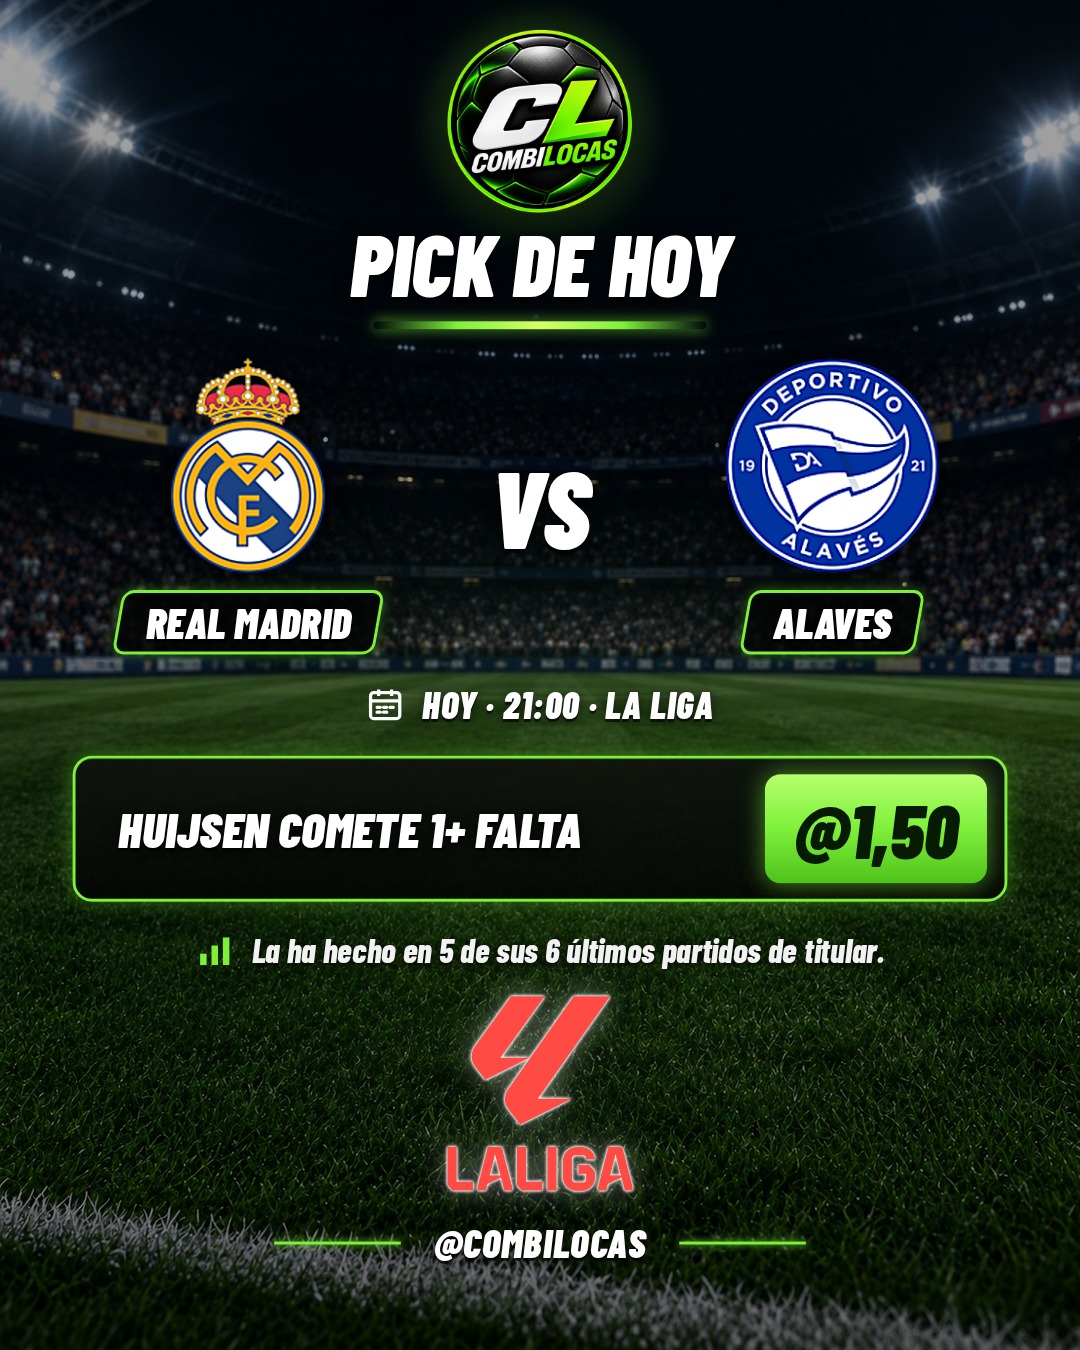 CL
COMBILOCAS
PICK DE HOY
DEPORTIVO
19 21
DA
ALAVÉS
VS
REAL MADRID
ALAVES
HOY · 21:00 · LA LIGA
HUIJSEN COMETE 1+ FALTA
@1,50
La ha hecho en 5 de sus 6 últimos partidos de titular.
LALIGA
@COMBILOCAS